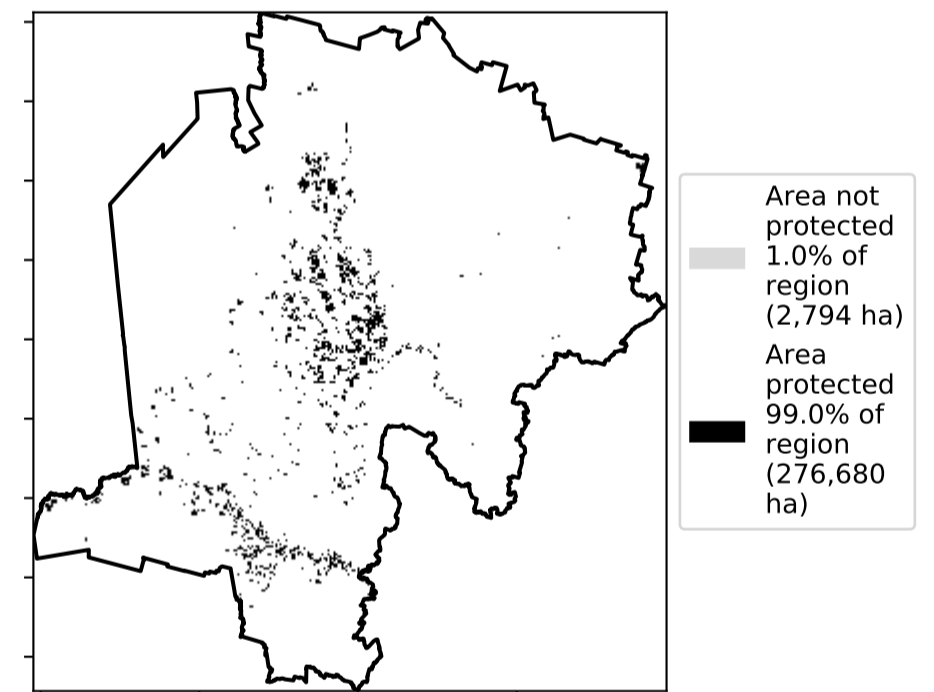 Area not
protected
1.0% of
region
(2,794 ha)
Area
protected
99.0% of
region
(276,680
ha)